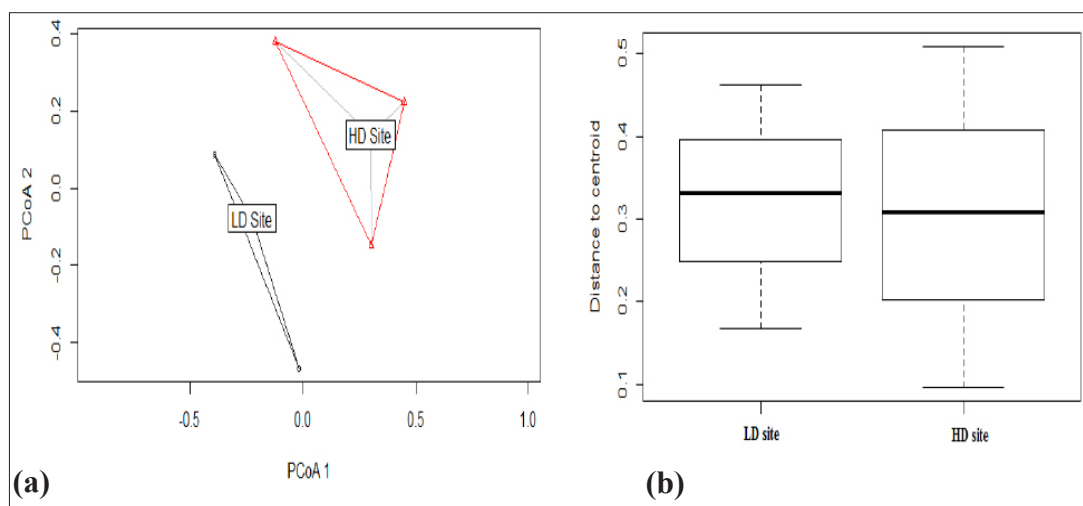 0.4
0.2
0.0
-0.2
-0.4
PCoA 2
HD Site
LD Site
-0.5
0.0
0.5
1.0
PCoA 1
(a)
0.5
0.4
0.3
0.2
0.1
Distance to centroid
LD site
HD site
(b)